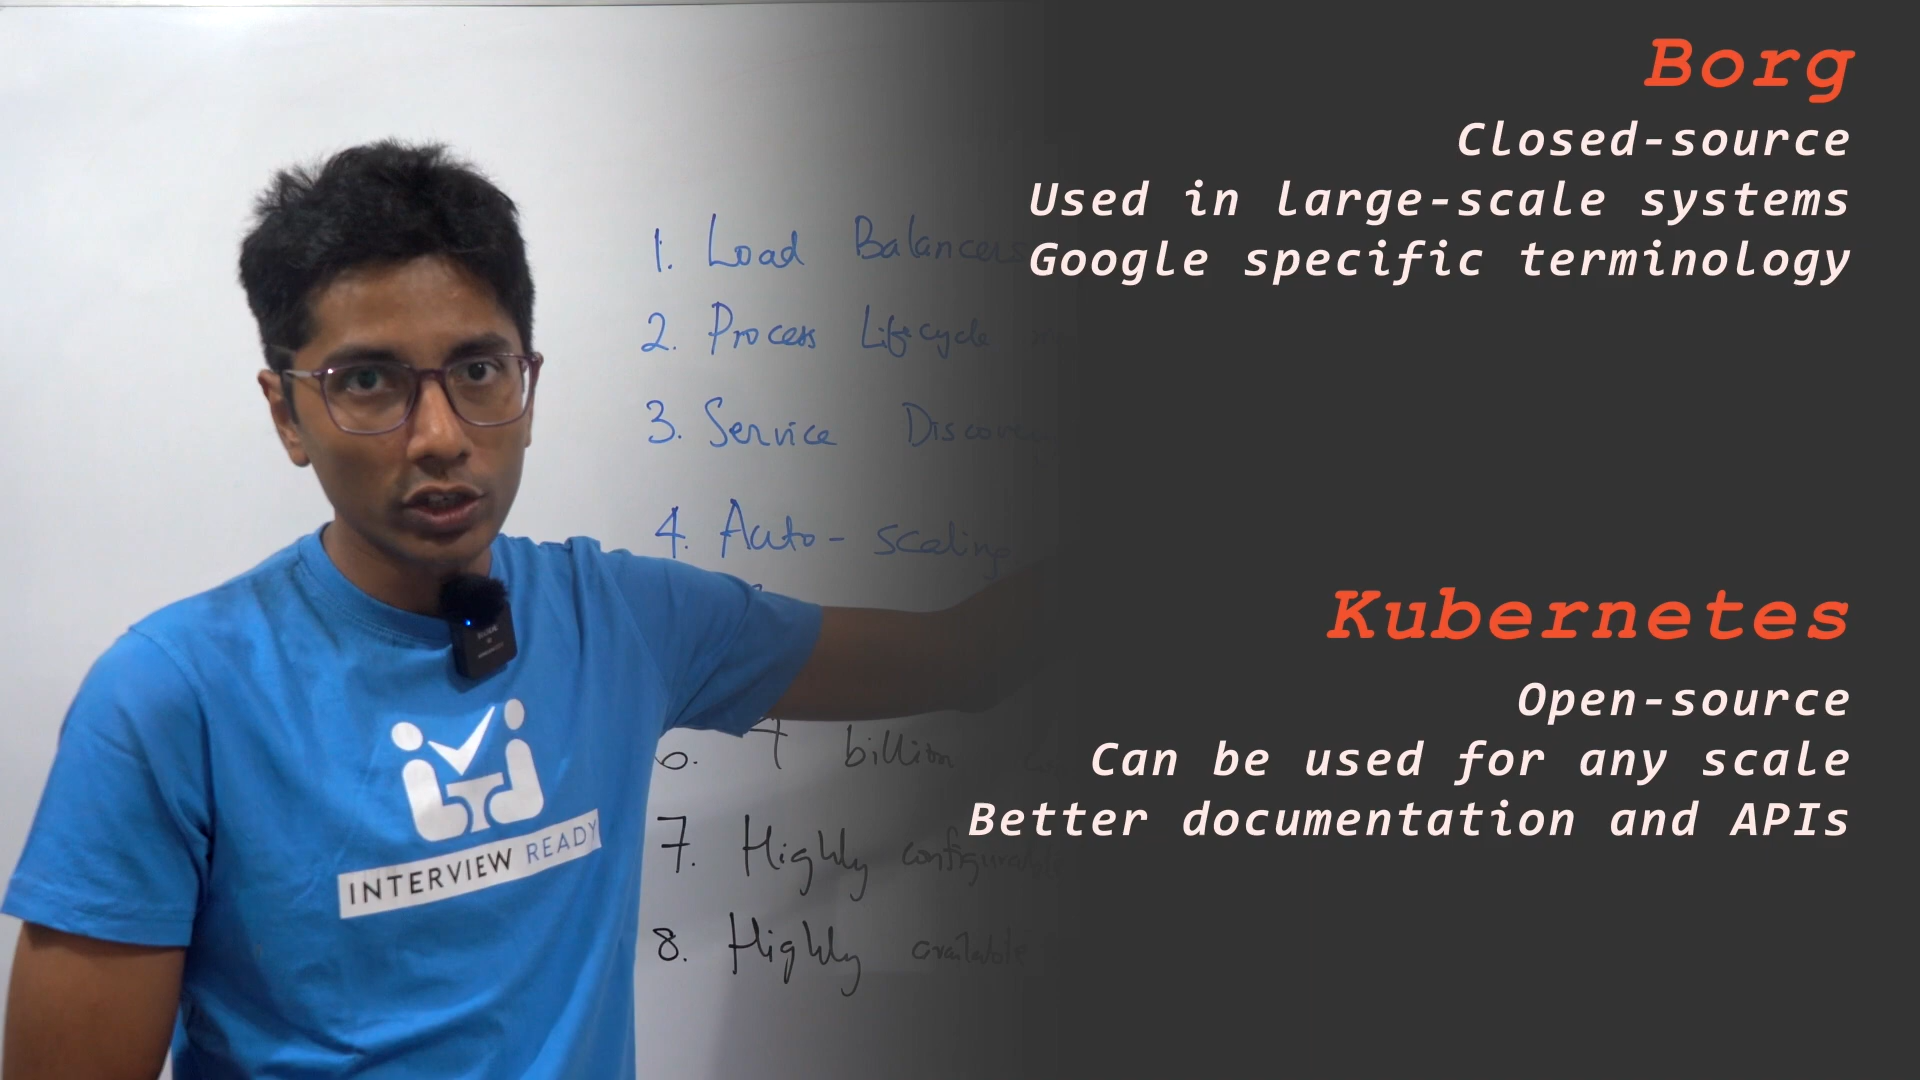 Borg
Closed-source
Used in large-scale systems
Google specific terminology
1. Load Balancers
2. Process Lifecycle
3. Service Discovery
4. Auto-scaling
Kubernetes
Open-source
Can be used for any scale
Better documentation and APIs
6. 7 billion
7. Highly configurable
8. Highly available
INTERVIEW READY